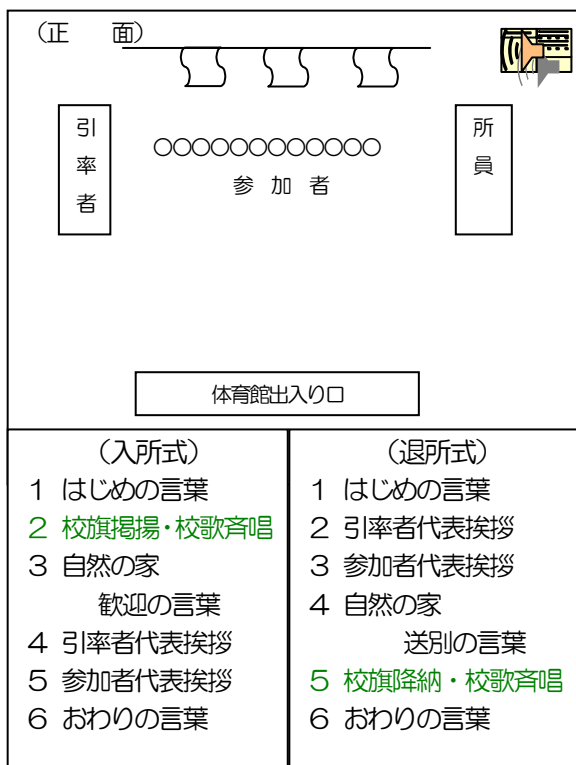 (正　面)
引率者
所員
○○○○○○○○○○○○
参 加 者
体育館出入り口
(入所式)
1 はじめの言葉
2 校旗掲揚・校歌斉唱
3 自然の家
歓迎の言葉
4 引率者代表挨拶
5 参加者代表挨拶
6 おわりの言葉
(退所式)
1 はじめの言葉
2 引率者代表挨拶
3 参加者代表挨拶
4 自然の家
送別の言葉
5 校旗降納・校歌斉唱
6 おわりの言葉